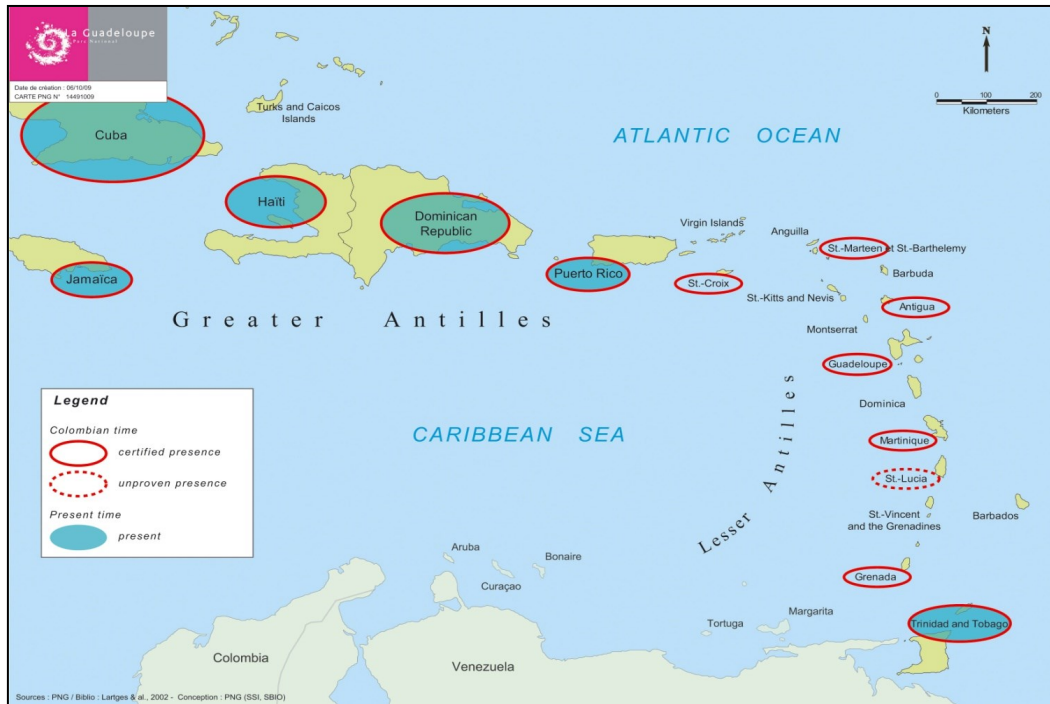 La Guadeloupe
Parc National
Date de création : 06/10/09
CARTE PNG N° 14491009
N
0 100 200
Kilometers
Turks and Caicos
Islands
ATLANTIC OCEAN
Cuba
Haïti
Dominican
Republic
Jamaïca
Puerto Rico
Virgin Islands
Anguilla
St.-Marteen et St.-Barthelemy
St.-Croix
Barbuda
St.-Kitts and Nevis
Antigua
Montserrat
Guadeloupe
Greater Antilles
Dominica
Lesser Antilles
CARIBBEAN SEA
Martinique
St.-Lucia
St.-Vincent
and the Grenadines
Barbados
Grenada
Aruba
Curaçao
Bonaire
Tortuga
Margarita
Trinidad and Tobago
Colombia
Venezuela
Legend
Colombian time
certified presence
unproven presence
Present time
present
Sources : PNG / Biblio : Lartges & al., 2002 - Conception : PNG (SSI, SBIO)